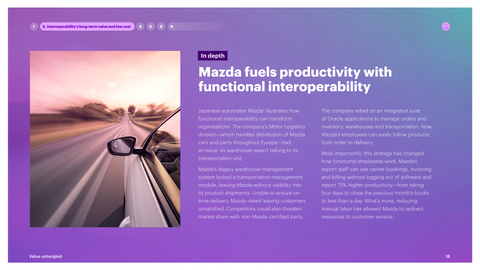 1
2. Interoperability's long-term value and low cost
3
4
5
6
In depth
Mazda fuels productivity with
functional interoperability
Japanese automaker Mazda illustrates how
functional interoperability can transform
organizations. The company's Motor Logistics
division—which handles distribution of Mazda
cars and parts throughout Europe—had
an issue: its warehouse wasn't talking to its
transportation unit.
Mazda's legacy warehouse management
system lacked a transportation management
module, leaving Mazda without visibility into
its product shipments. Unable to ensure on-
time delivery, Mazda risked leaving customers
unsatisfied. Competitors could also threaten
market share with non-Mazda-certified parts.
The company relied on an integrated suite
of Oracle applications to manage orders and
inventory, warehouses and transportation. Now,
Mazda's employees can easily follow products
from order to delivery.
Most importantly, this strategy has changed
how functional employees work. Mazda's
export staff can see carrier bookings, invoicing
and billing without logging out of software and
report 75% higher productivity—from taking
four days to close the previous month's books
to less than a day. What's more, reducing
manual labor has allowed Mazda to redirect
resources to customer service.
Value untangled